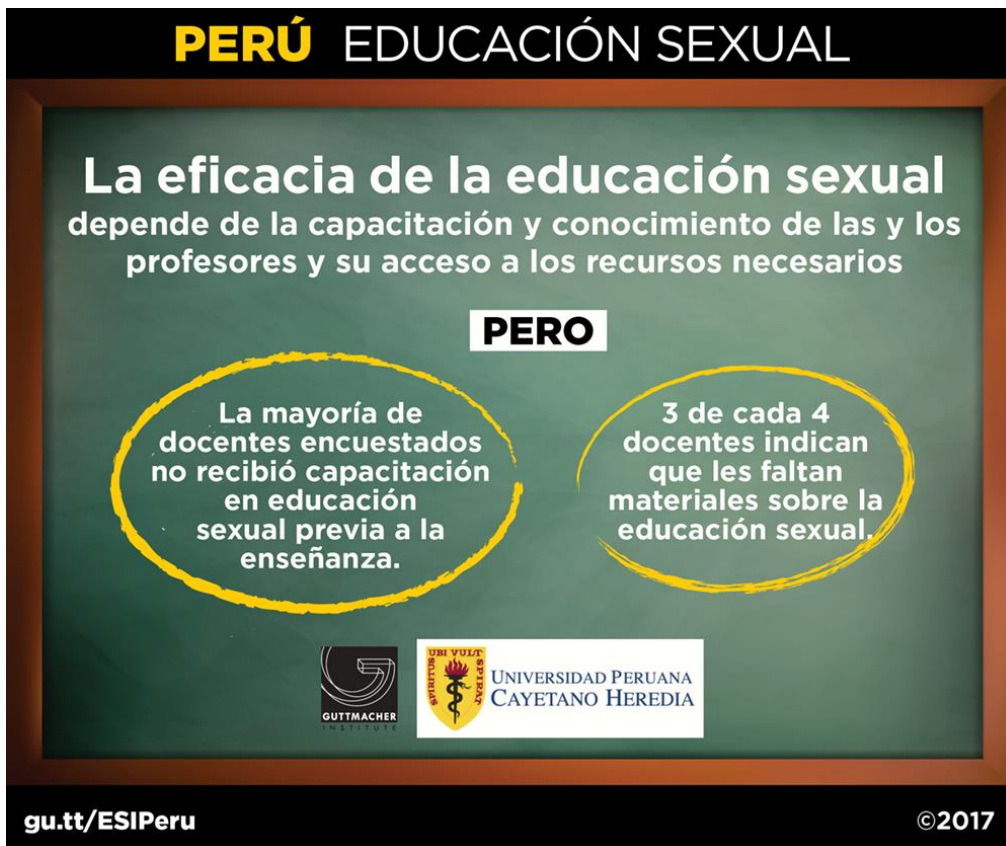 PERÚ EDUCACIÓN SEXUAL
La eficacia de la educación sexual
depende de la capacitación y conocimiento de las y los
profesores y su acceso a los recursos necesarios
PERO
La mayoría de
docentes encuestados
no recibió capacitación
en educación
sexual previa a la
enseñanza.
3 de cada 4
docentes indican
que les faltan
materiales sobre la
educación sexual.
GUTTMACHER
INSTITUTE
SPIRITUS UBI VULT SPIRAT
UNIVERSIDAD PERUANA
CAYETANO HEREDIA
gu.tt/ESIPeru
©2017